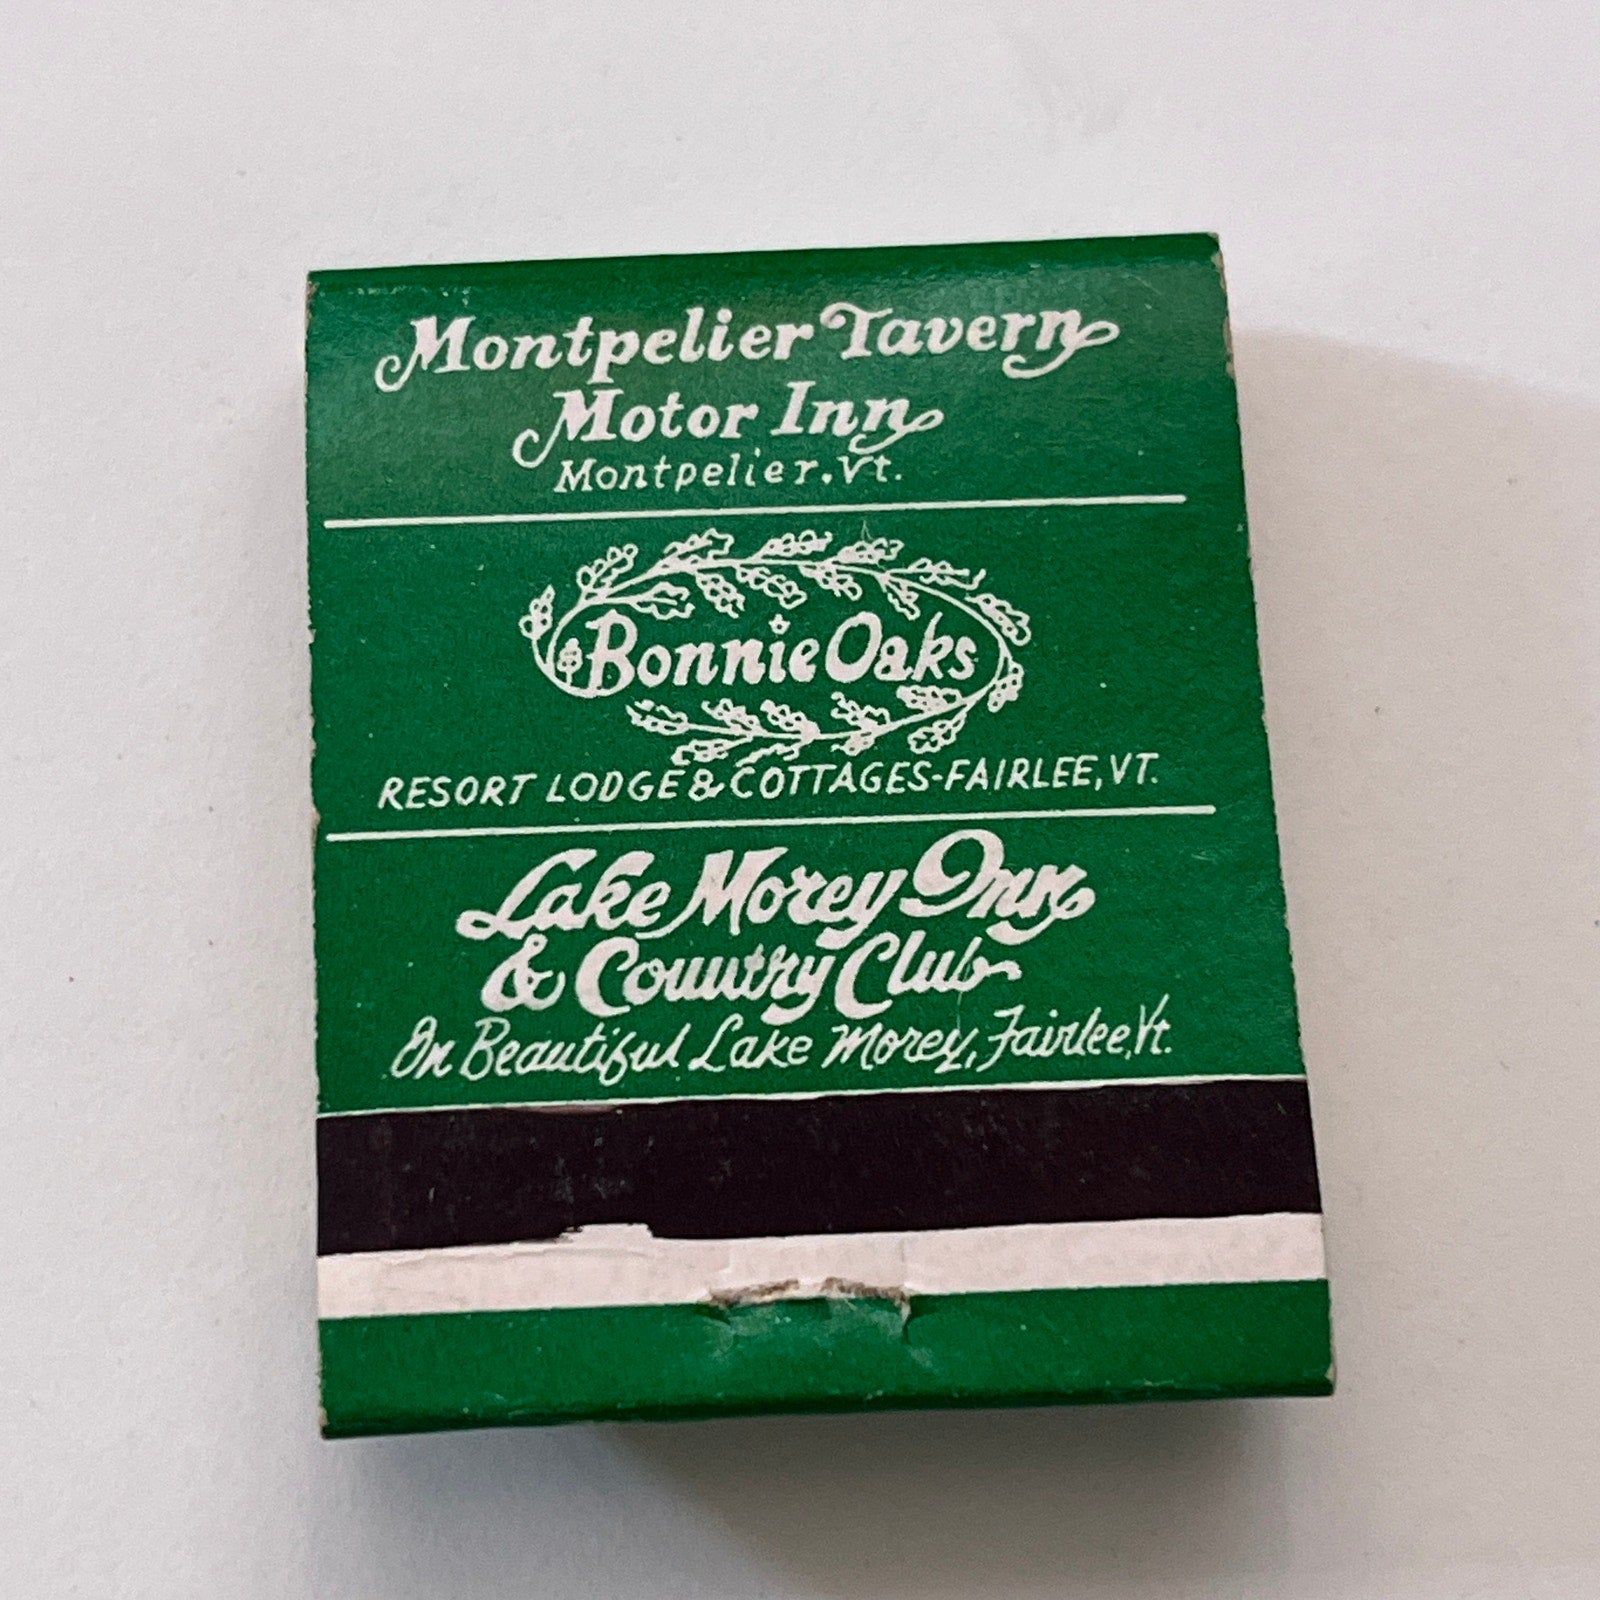 Montpelier Tavern
Motor Inn
Montpelier, Vt.
Bonnie Oaks
RESORT LODGE & COTTAGES-FAIRLEE, VT.
Lake Morey Inn
& Country Club
On Beautiful Lake Morey, Fairlee, Vt.